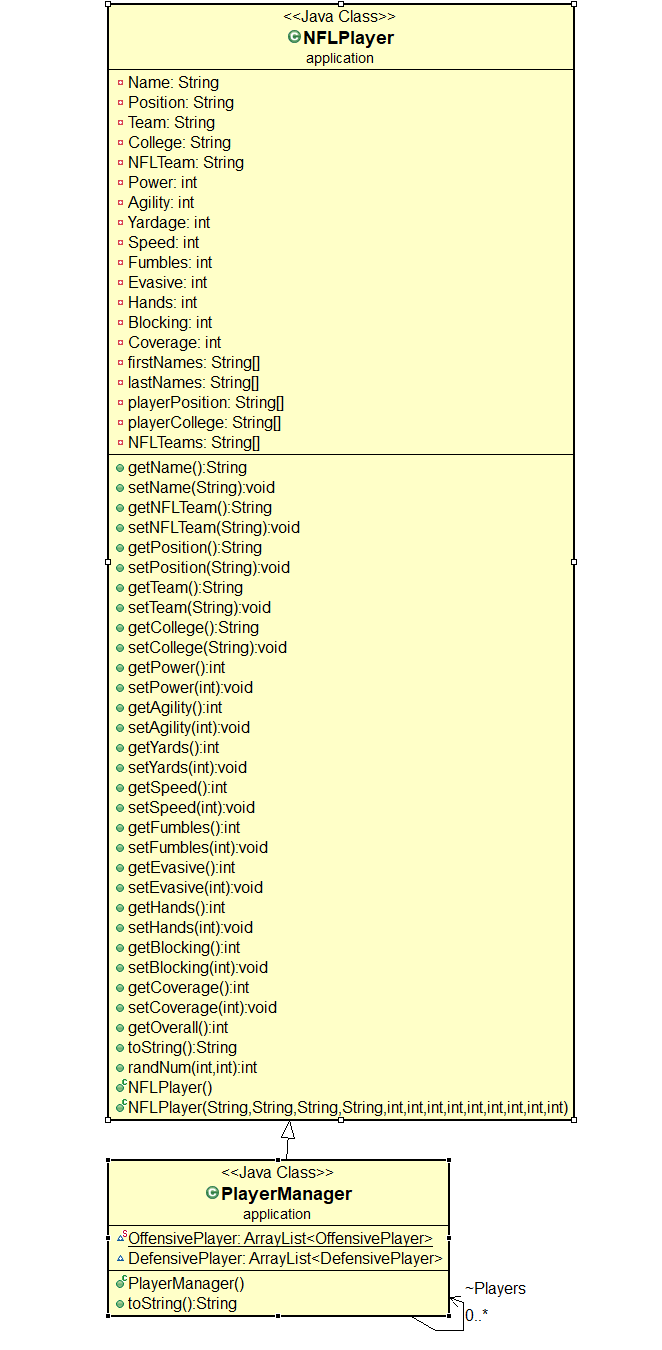 <<Java Class>>
NFLPlayer
application
Name: String
Position: String
Team: String
College: String
NFLTeam: String
Power: int
Agility: int
Yardage: int
Speed: int
Fumbles: int
Evasive: int
Hands: int
Blocking: int
Coverage: int
firstNames: String[]
lastNames: String[]
playerPosition: String[]
playerCollege: String[]
NFLTeams: String[]
getName():String
setName(String):void
getNFLTeam():String
setNFLTeam(String):void
getPosition():String
setPosition(String):void
getTeam():String
setTeam(String):void
getCollege():String
setCollege(String):void
getPower():int
setPower(int):void
getAgility():int
setAgility(int):void
getYards():int
setYards(int):void
getSpeed():int
setSpeed(int):void
getFumbles():int
setFumbles(int):void
getEvasive():int
setEvasive(int):void
getHands():int
setHands(int):void
getBlocking():int
setBlocking(int):void
getCoverage():int
setCoverage(int):void
getOverall():int
toString():String
randNum(int,int):int
NFLPlayer()
NFLPlayer(String,String,String,String,int,int,int,int,int,int,int,int,int)
<<Java Class>>
PlayerManager
application
OffensivePlayer: ArrayList<OffensivePlayer>
DefensivePlayer: ArrayList<DefensivePlayer>
PlayerManager()
toString():String
~Players
0..*